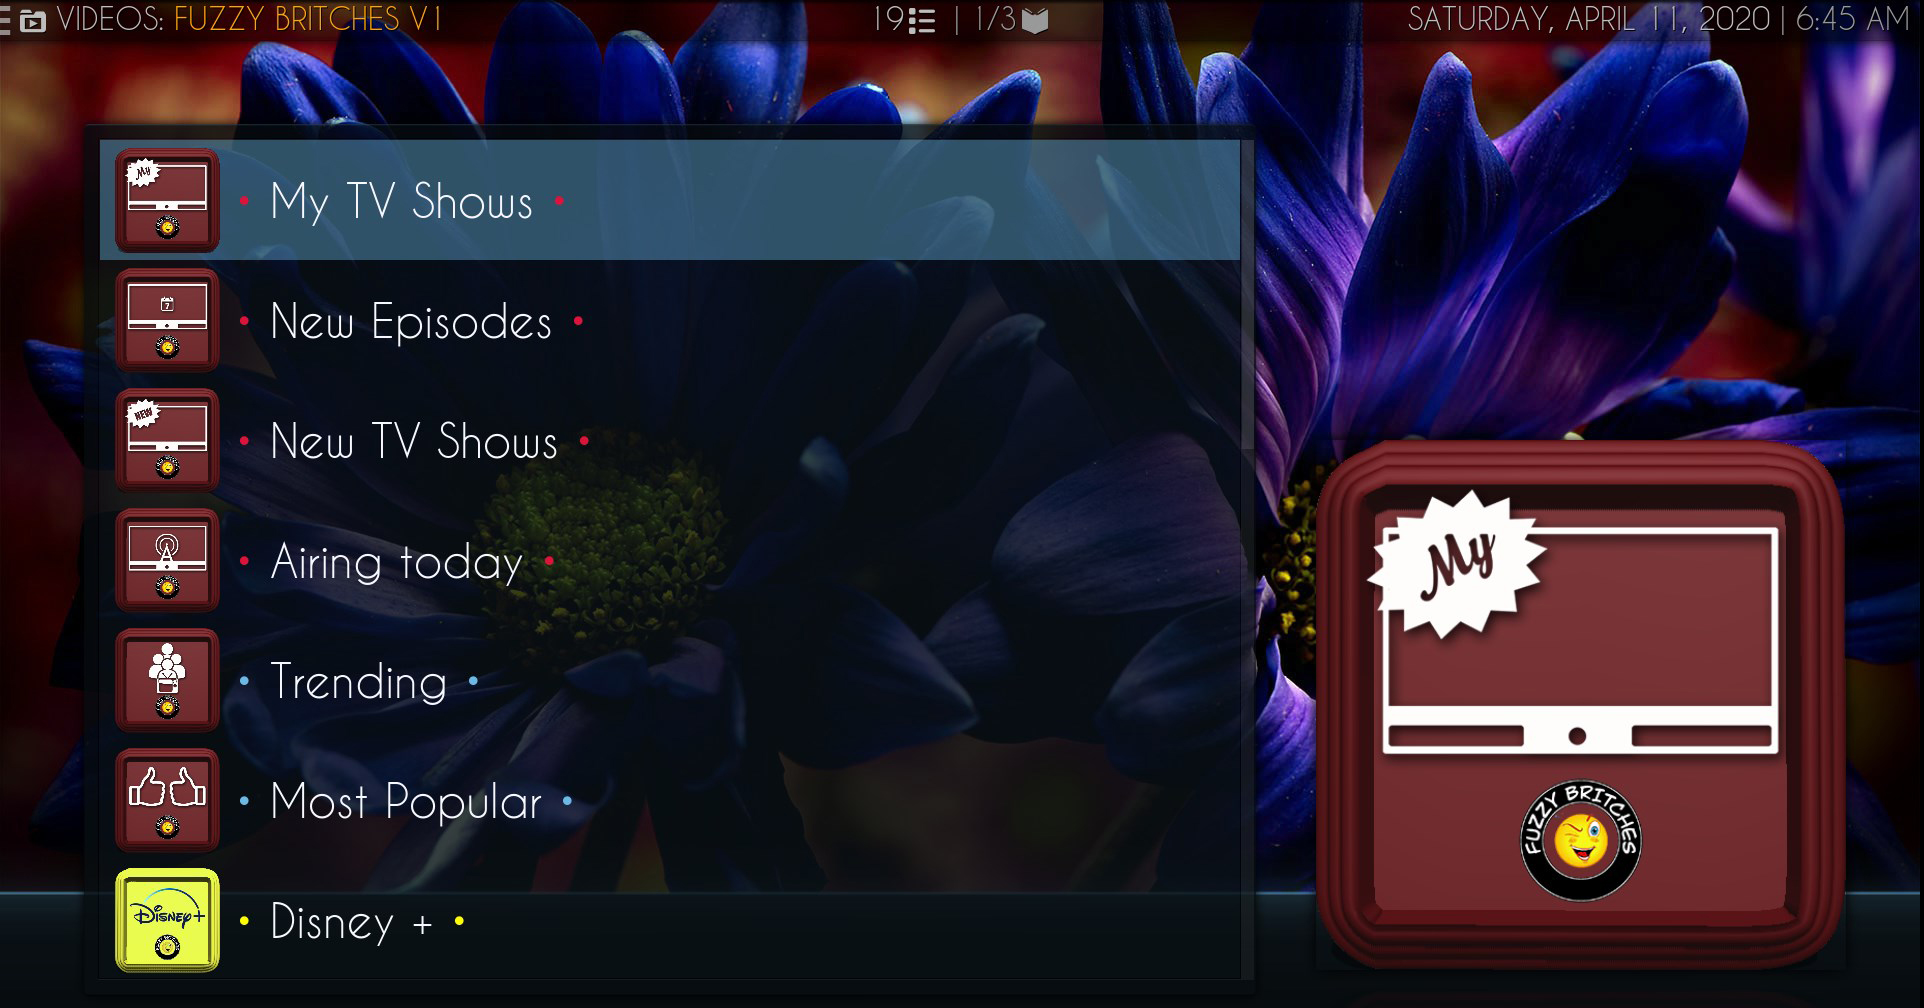 VIDEOS: FUZZY BRITCHES V1
19 | 1/3
SATURDAY, APRIL 11, 2020 | 6:45 AM
My
• My TV Shows •
7
• New Episodes •
NEW
• New TV Shows •
• Airing today •
• Trending •
• Most Popular •
Disney+
• Disney + •
My
FUZZY BRITCHES